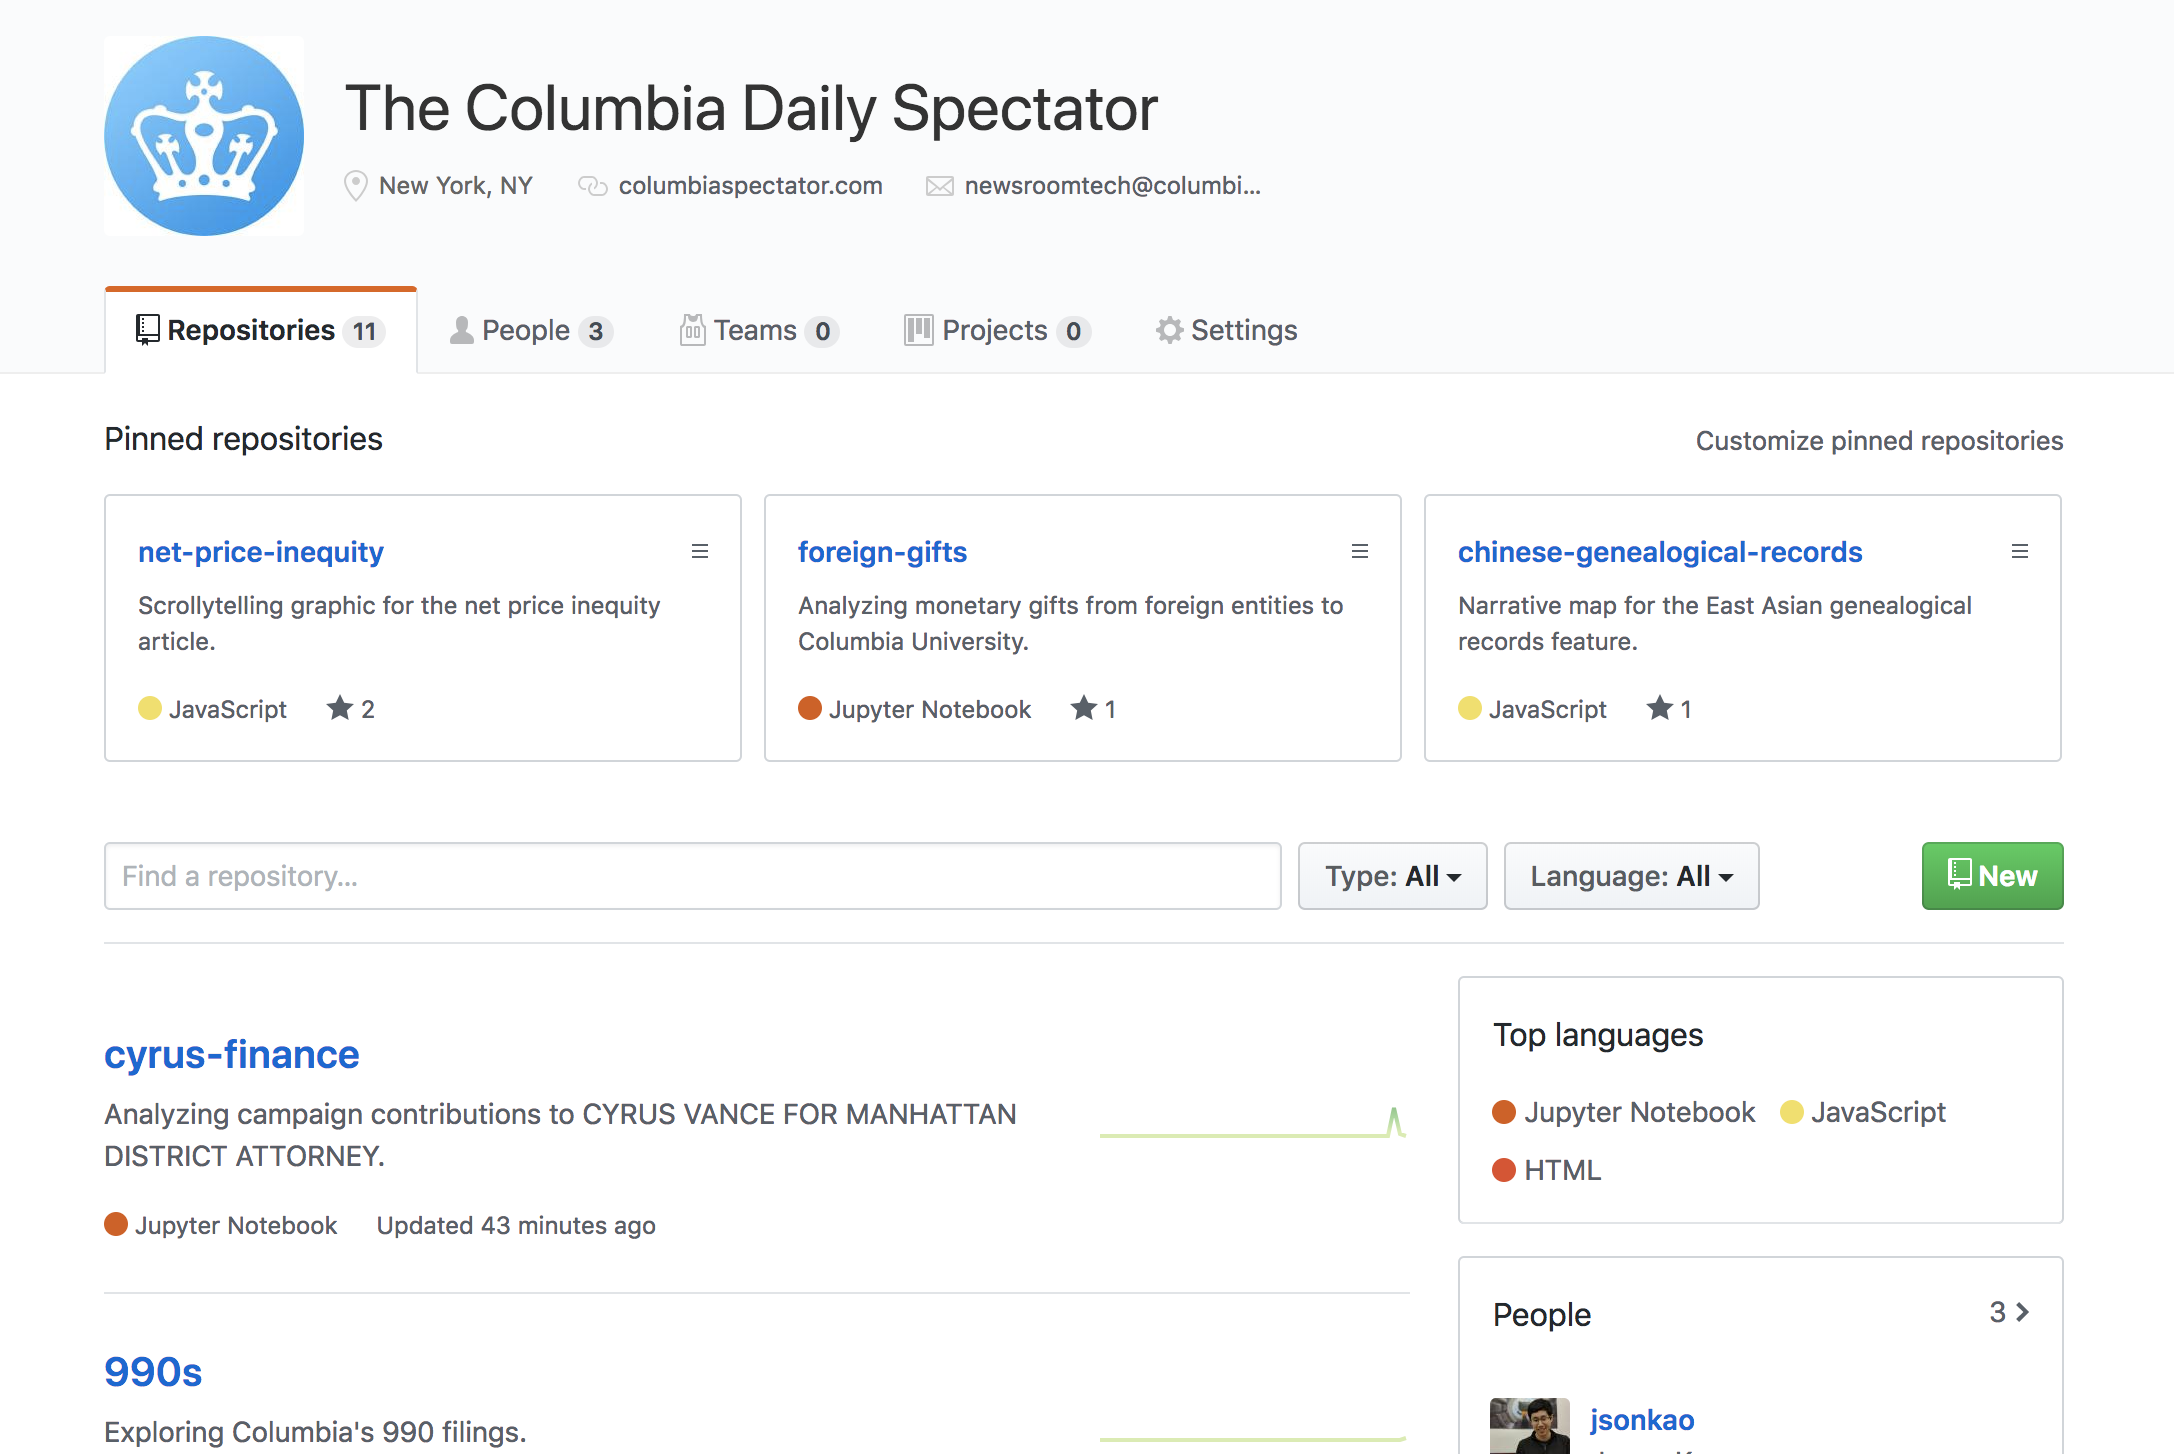 The Columbia Daily Spectator
New York, NY columbiaspectator.com newsroomtech@columbi...
Repositories 11 People 3 Teams 0 Projects 0 Settings
Pinned repositories Customize pinned repositories
net-price-inequity
Scrollytelling graphic for the net price inequity
article.
JavaScript 2
foreign-gifts
Analyzing monetary gifts from foreign entities to
Columbia University.
Jupyter Notebook 1
chinese-genealogical-records
Narrative map for the East Asian genealogical
records feature.
JavaScript 1
Find a repository... Type: All Language: All New
cyrus-finance
Analyzing campaign contributions to CYRUS VANCE FOR MANHATTAN
DISTRICT ATTORNEY.
Jupyter Notebook Updated 43 minutes ago
990s
Exploring Columbia's 990 filings.
Top languages
Jupyter Notebook JavaScript
HTML
People 3
jsonkao